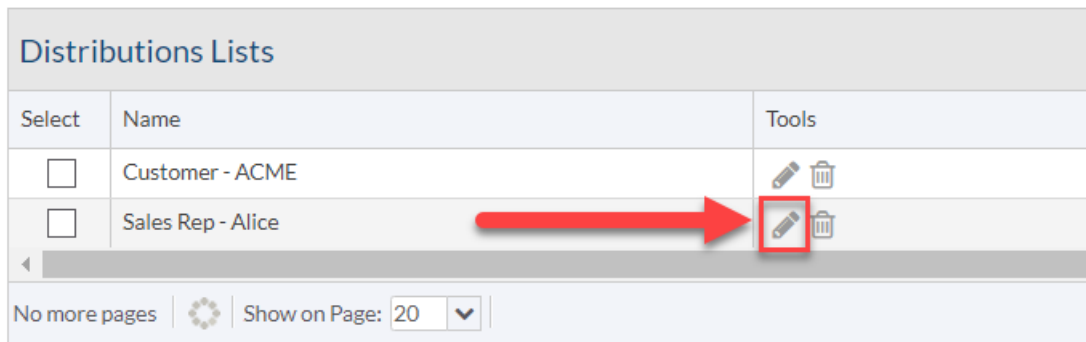 Distributions Lists
Select Name Tools
Customer - ACME
Sales Rep - Alice
No more pages Show on Page: 20